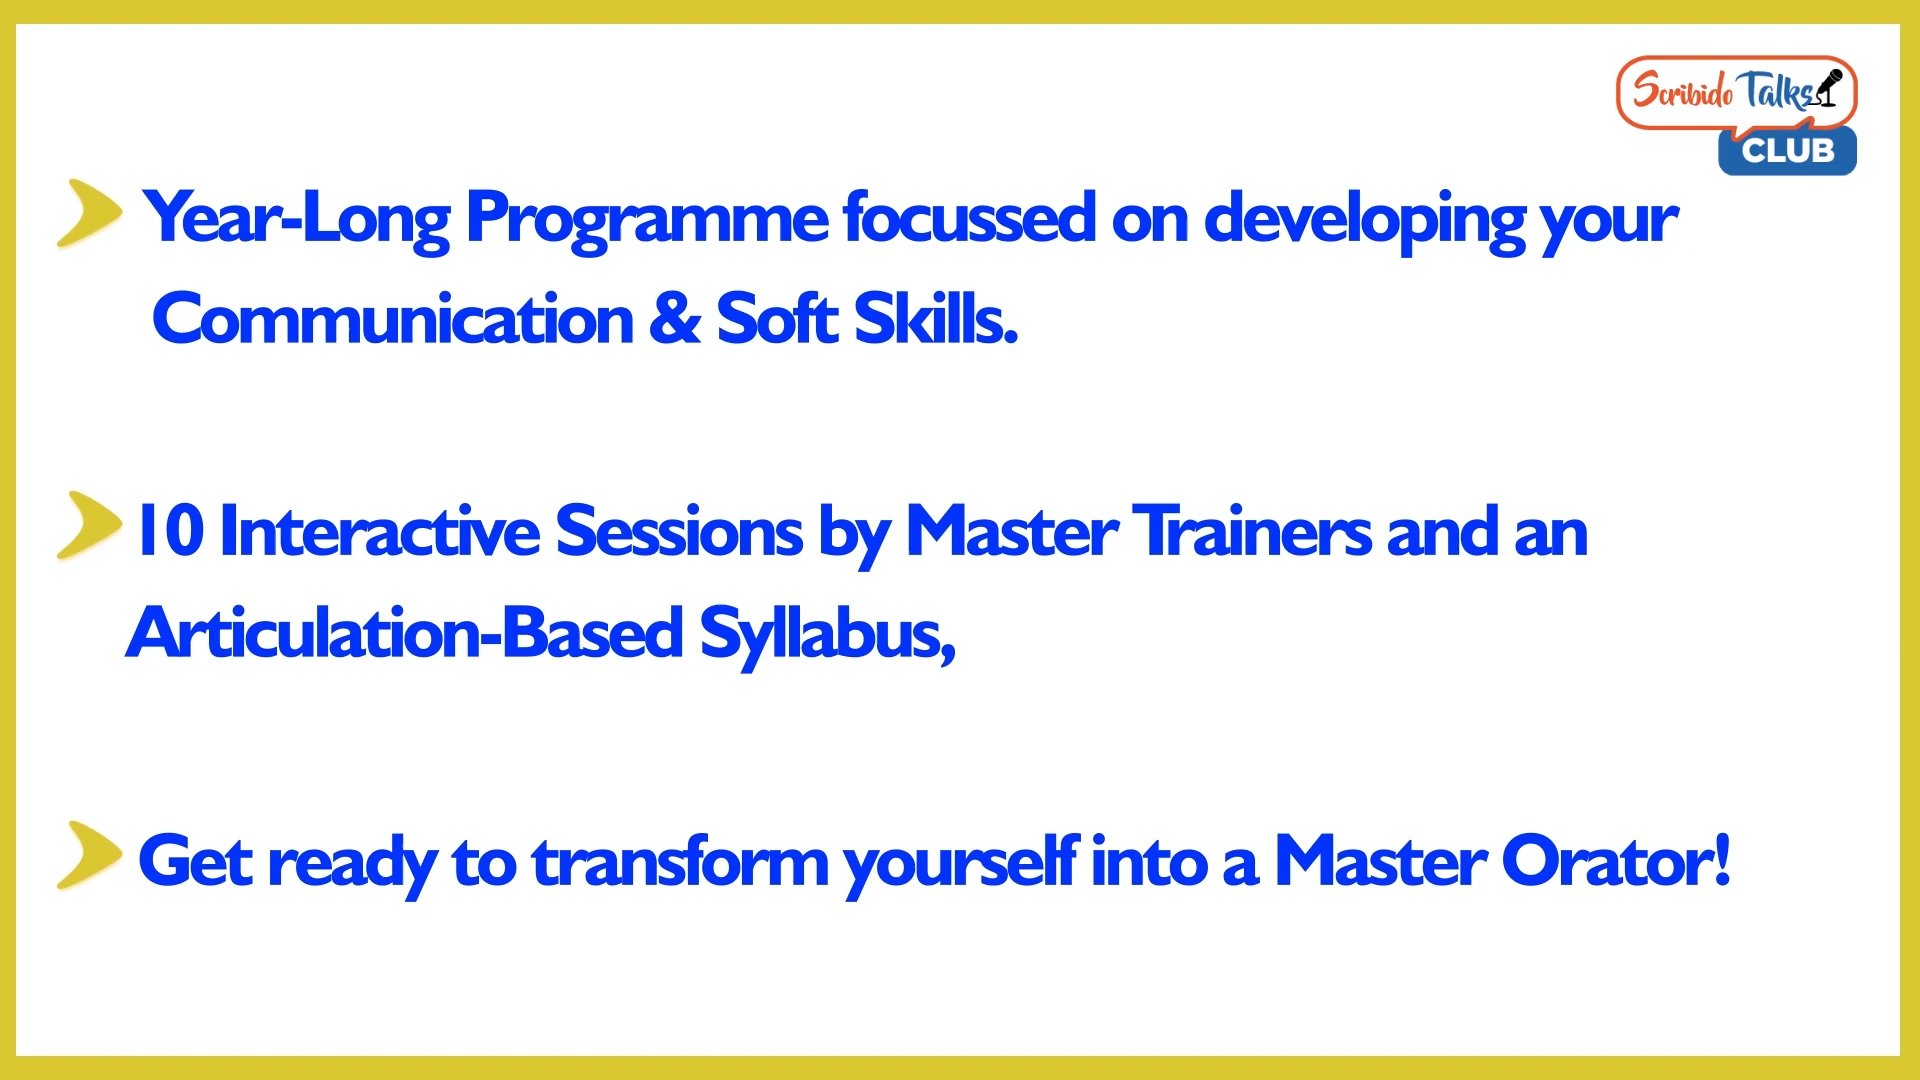 Scribido Talks
CLUB
Year-Long Programme focussed on developing your
Communication & Soft Skills.
10 Interactive Sessions by Master Trainers and an
Articulation-Based Syllabus,
Get ready to transform yourself into a Master Orator!